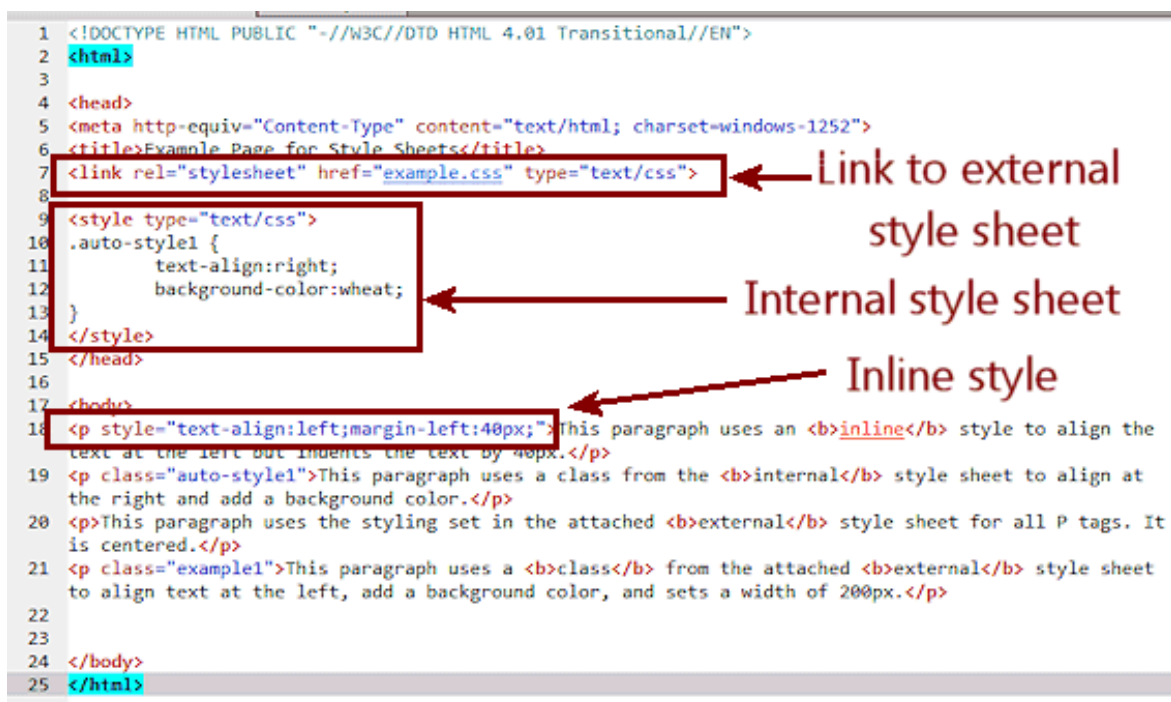 1 <!DOCTYPE HTML PUBLIC "-//W3C//DTD HTML 4.01 Transitional//EN">
2 <html>
3
4 <head>
5 <meta http-equiv="Content-Type" content="text/html; charset=windows-1252">
6 <title>Example Page for Style Sheets</title>
7 <link rel="stylesheet" href="example.css" type="text/css">
Link to external
style sheet
8
9 <style type="text/css">
10 .auto-style1 {
11 text-align:right;
12 background-color:wheat;
Internal style sheet
13 }
14 </style>
15 </head>
16
Inline style
17 <body>
18 <p style="text-align:left;margin-left:40px;">This paragraph uses an <b>inline</b> style to align the
text at the left but indents the text by 40px.</p>
19 <p class="auto-style1">This paragraph uses a class from the <b>internal</b> style sheet to align at
the right and add a background color.</p>
20 <p>This paragraph uses the styling set in the attached <b>external</b> style sheet for all P tags. It
is centered.</p>
21 <p class="example1">This paragraph uses a <b>class</b> from the attached <b>external</b> style sheet
to align text at the left, add a background color, and sets a width of 200px.</p>
22
23
24 </body>
25 </html>